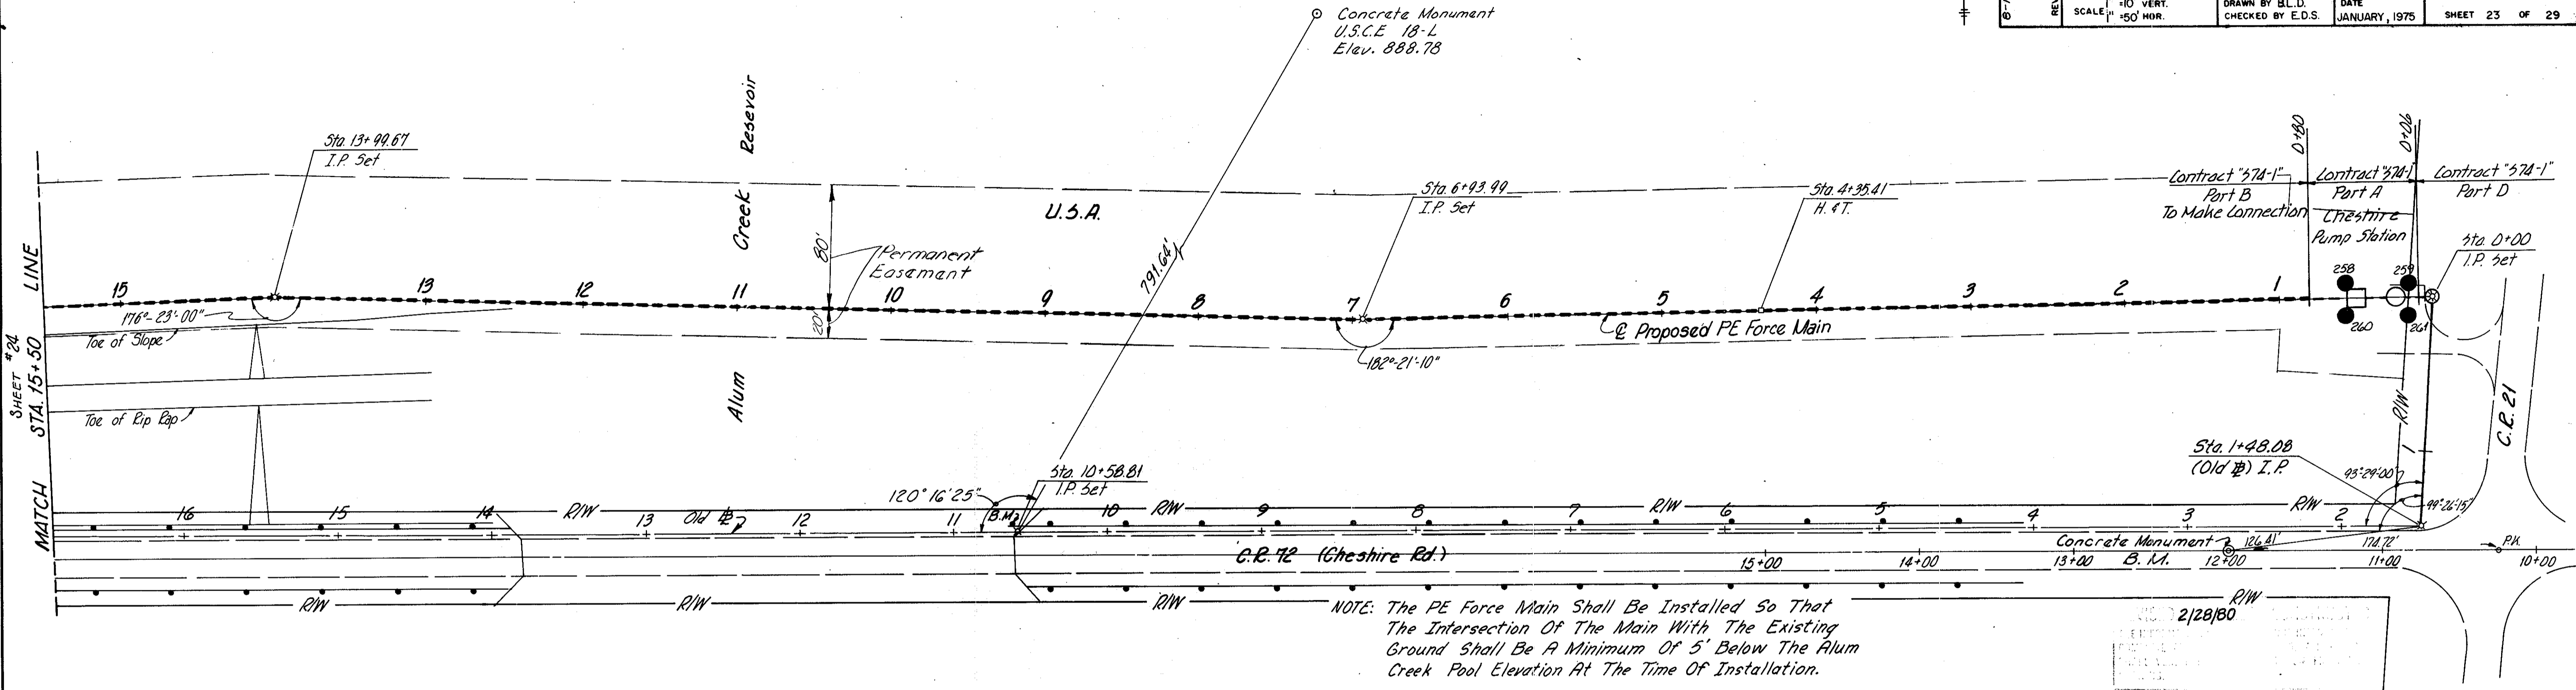 Concrete Monument
U.S.C.E 18-L
Elev. 888.78
SCALE 1" =10' VERT.
1" =50' HOR.
DRAWN BY B.L.D.
CHECKED BY E.D.S.
DATE
JANUARY, 1975
SHEET 23 OF 29
Sta. 13+99.67
I.P. Set
Alum Creek Reservoir
U.S.A.
80'
20'
Permanent
Easement
791.64'
Sta. 6+93.99
I.P. Set
Sta. 4+35.41
H. & T.
0+80
0+06
Contract "S74-1"
Part B
To Make Connection
Contract "S74-1"
Part A
Cheshire
Pump Station
Contract "S74-1"
Part D
Sta. 0+00
I.P. Set
258
259
260
261
15
13
12
11
10
9
8
7
6
5
4
3
2
1
176°-23'-00"
Toe of Slope
Toe of Rip Rap
182°-21'-10"
℄ Proposed PE Force Main
SHEET #24
MATCH STA. 15+50 LINE
R/W
1
C.R. 21
Sta. 1+48.08
(Old ⅊) I.P.
93°29'00"
99°26'15"
Sta. 10+58.81
I.P. Set
120°16'25"
B.M.
R/W
R/W
R/W
R/W
16
15
14
13
Old ⅊
12
11
10
9
8
7
6
5
4
3
2
C.R. 72 (Cheshire Rd.)
Concrete Monument
B.M.
126.41'
174.72'
P.K.
15+00
14+00
13+00
12+00
11+00
10+00
R/W
R/W
R/W
R/W
NOTE: The PE Force Main Shall Be Installed So That
The Intersection Of The Main With The Existing
Ground Shall Be A Minimum Of 5' Below The Alum
Creek Pool Elevation At The Time Of Installation.
2/28/80